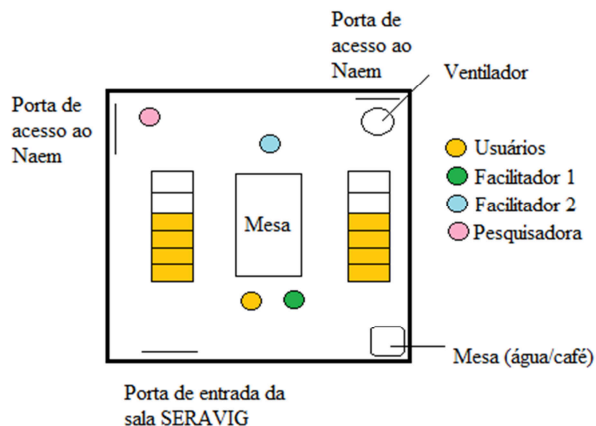 Porta de
acesso ao
Naem
Ventilador
Porta de
acesso ao
Naem
Usuários
Facilitador 1
Facilitador 2
Pesquisadora
Mesa
Mesa (água/café)
Porta de entrada da
sala SERAVIG